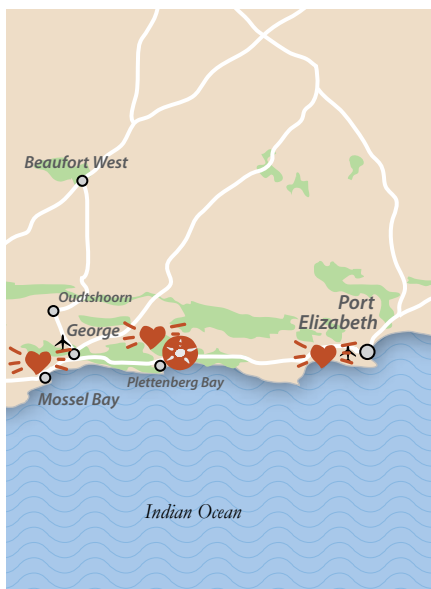 Beaufort West
Oudtshoorn
Port
Elizabeth
George
Plettenberg Bay
Mossel Bay
Indian Ocean